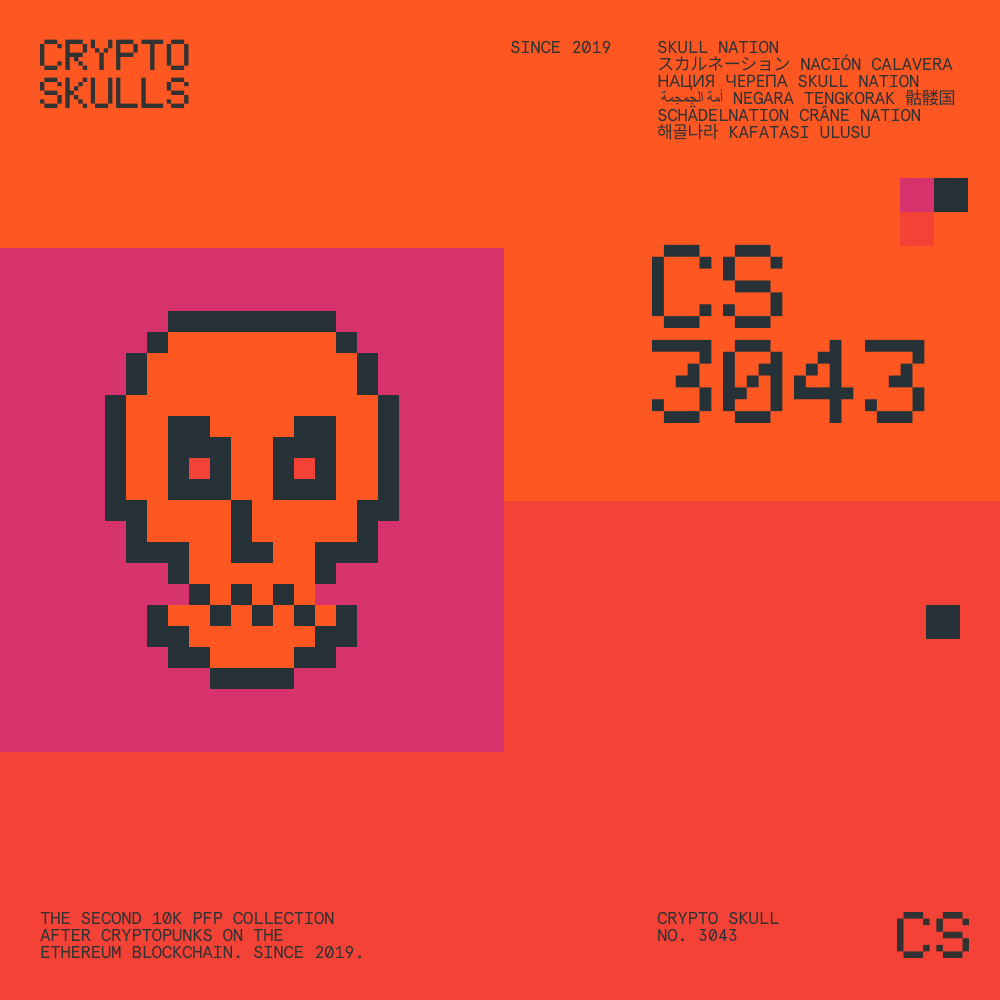 CRYPTO
SKULLS
SINCE 2019
SKULL NATION
スカルネーション NACIÓN CALAVERA
НАЦИЯ ЧЕРЕПА SKULL NATION
أمة الجمجمة NEGARA TENGKORAK 骷髅国
SCHÄDELNATION CRÂNE NATION
해골나라 KAFATASI ULUSU
CS
3043
THE SECOND 10K PFP COLLECTION
AFTER CRYPTOPUNKS ON THE
ETHEREUM BLOCKCHAIN. SINCE 2019.
CRYPTO SKULL
NO. 3043
CS